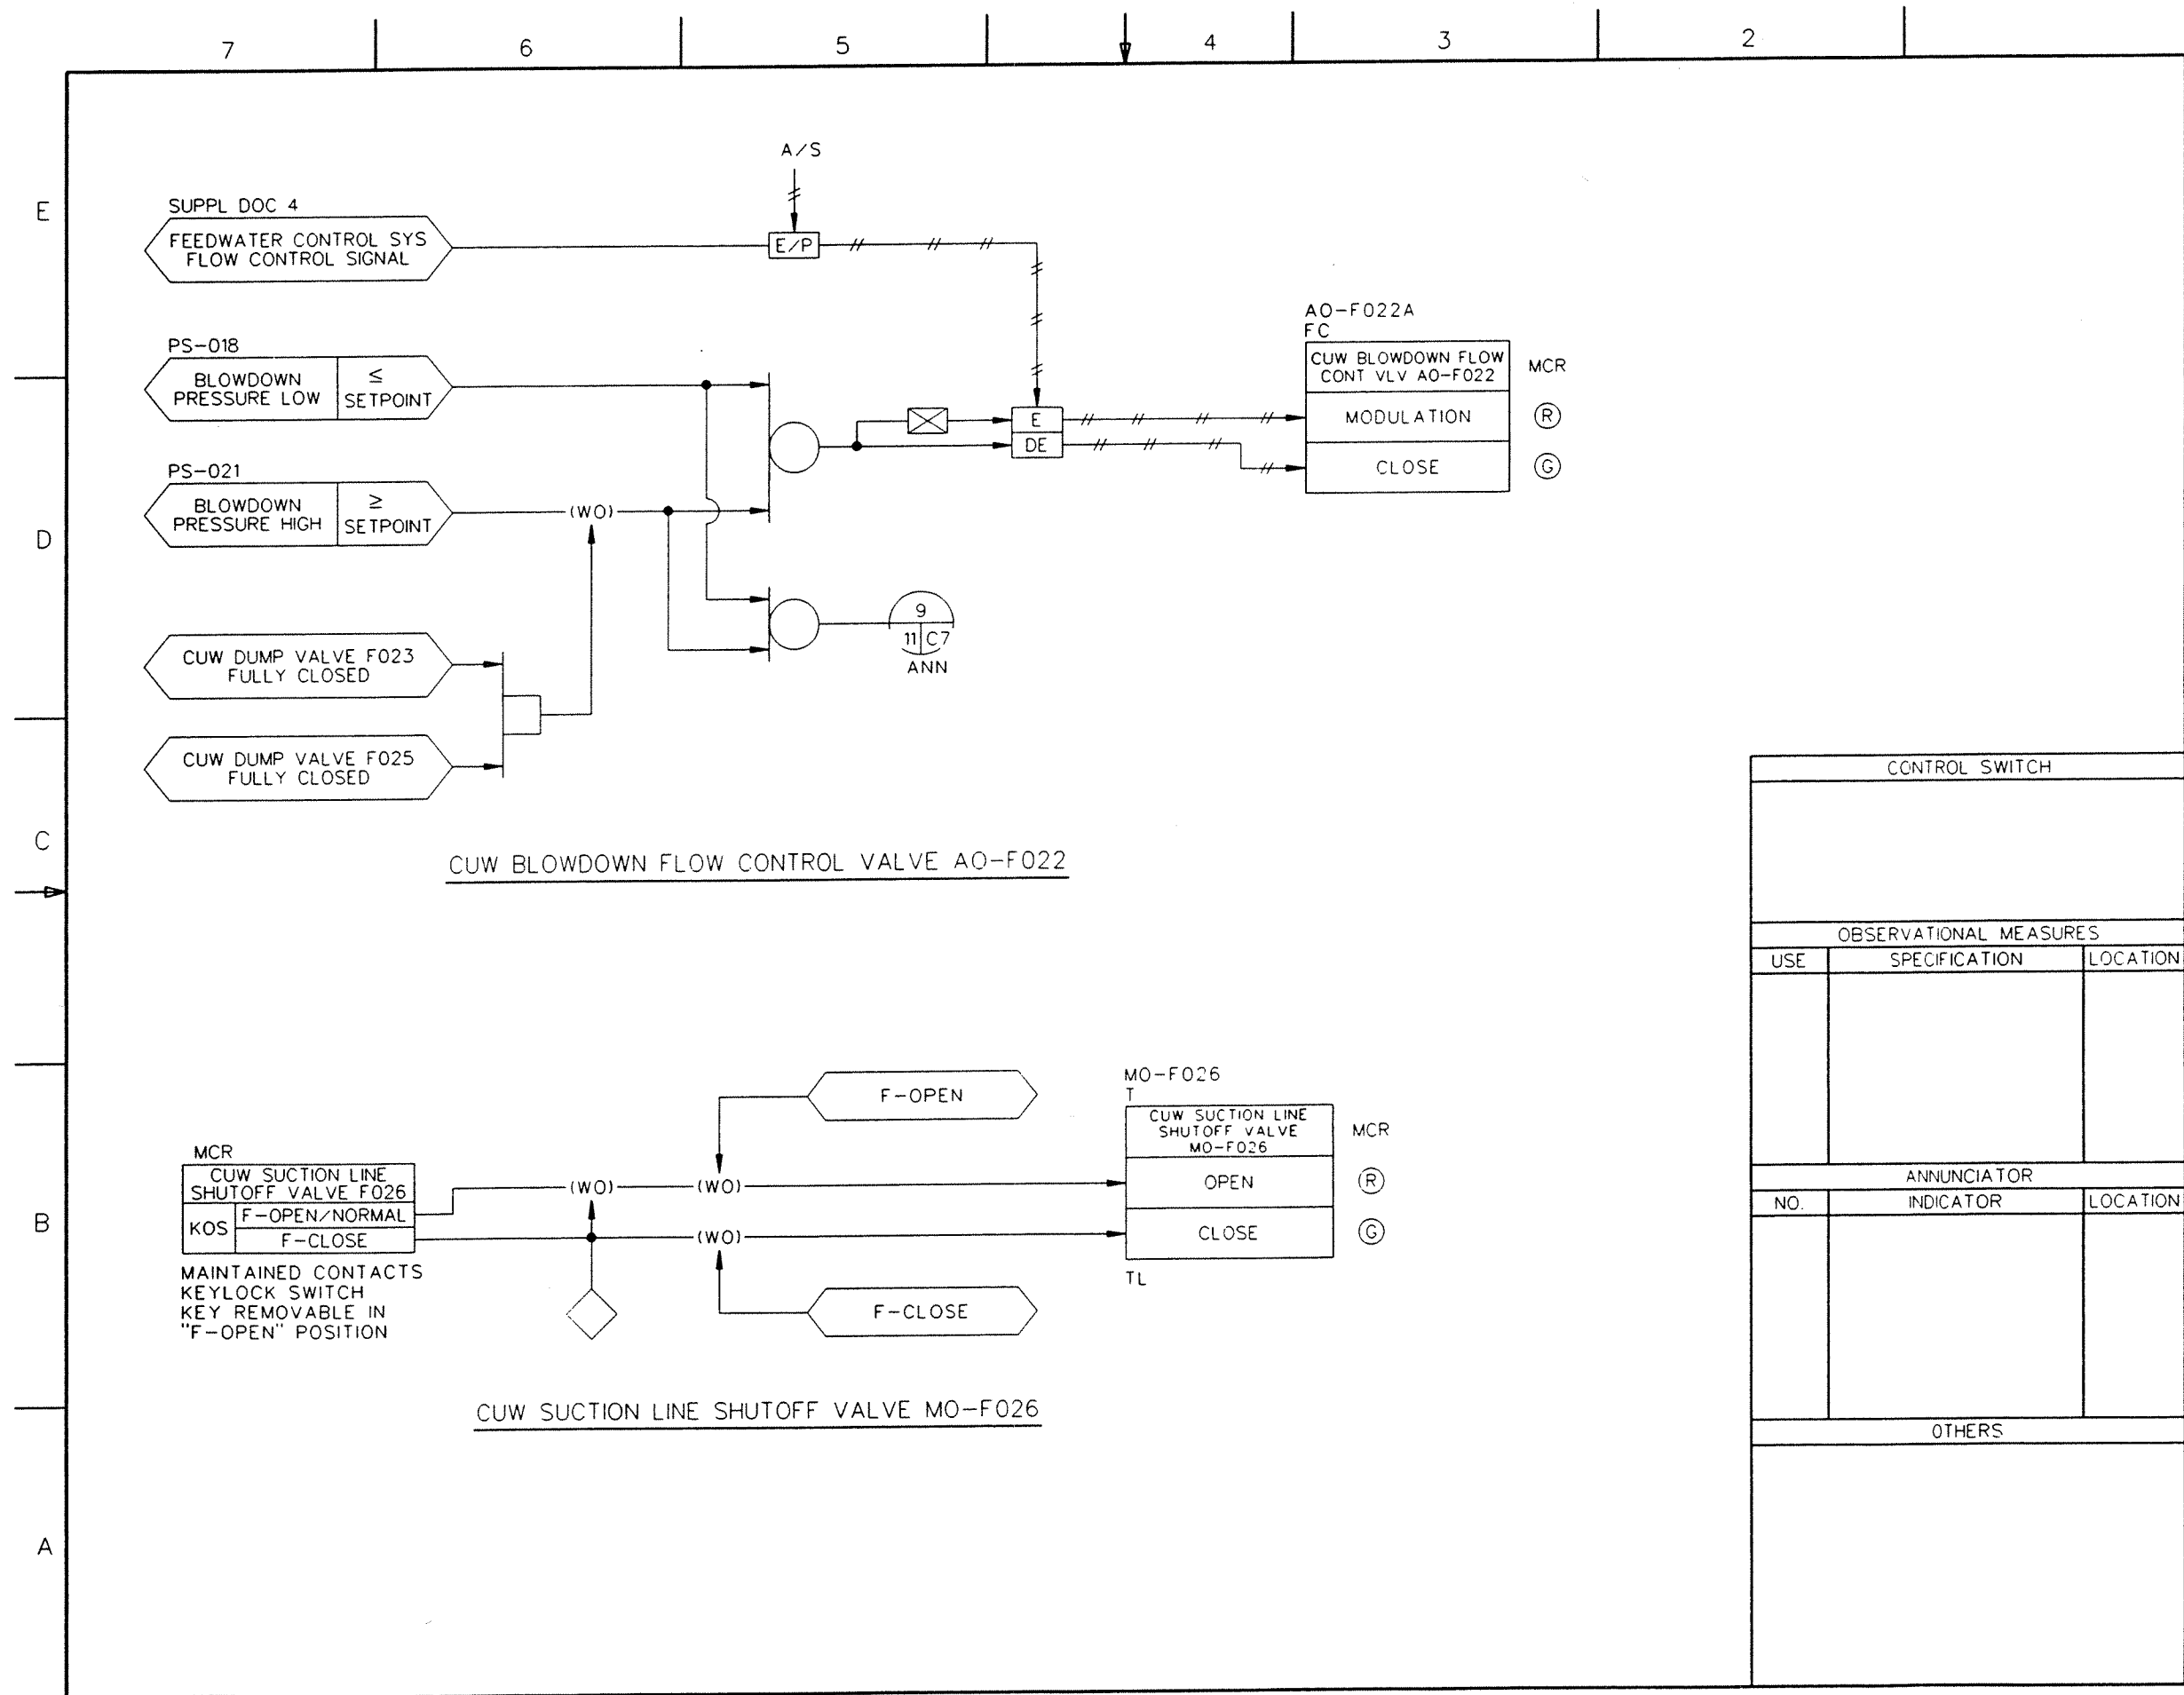 7 6 5 4 3 2
E
D
C
B
A
A/S
SUPPL DOC 4
FEEDWATER CONTROL SYS
FLOW CONTROL SIGNAL
E/P
PS-018
BLOWDOWN
PRESSURE LOW
≤
SETPOINT
PS-021
BLOWDOWN
PRESSURE HIGH
≥
SETPOINT
(WO)
E
DE
AO-F022A
FC
CUW BLOWDOWN FLOW
CONT VLV AO-F022
MCR
MODULATION
R
CLOSE
G
9
11 C7
ANN
CUW DUMP VALVE F023
FULLY CLOSED
CUW DUMP VALVE F025
FULLY CLOSED
CUW BLOWDOWN FLOW CONTROL VALVE AO-F022
MCR
CUW SUCTION LINE
SHUTOFF VALVE F026
KOS
F-OPEN/NORMAL
F-CLOSE
MAINTAINED CONTACTS
KEYLOCK SWITCH
KEY REMOVABLE IN
"F-OPEN" POSITION
(WO) (WO)
(WO)
F-OPEN
F-CLOSE
MO-F026
T
CUW SUCTION LINE
SHUTOFF VALVE
MO-F026
MCR
OPEN
R
CLOSE
G
TL
CUW SUCTION LINE SHUTOFF VALVE MO-F026
CONTROL SWITCH
OBSERVATIONAL MEASURES
USE SPECIFICATION LOCATION
ANNUNCIATOR
NO. INDICATOR LOCATION
OTHERS